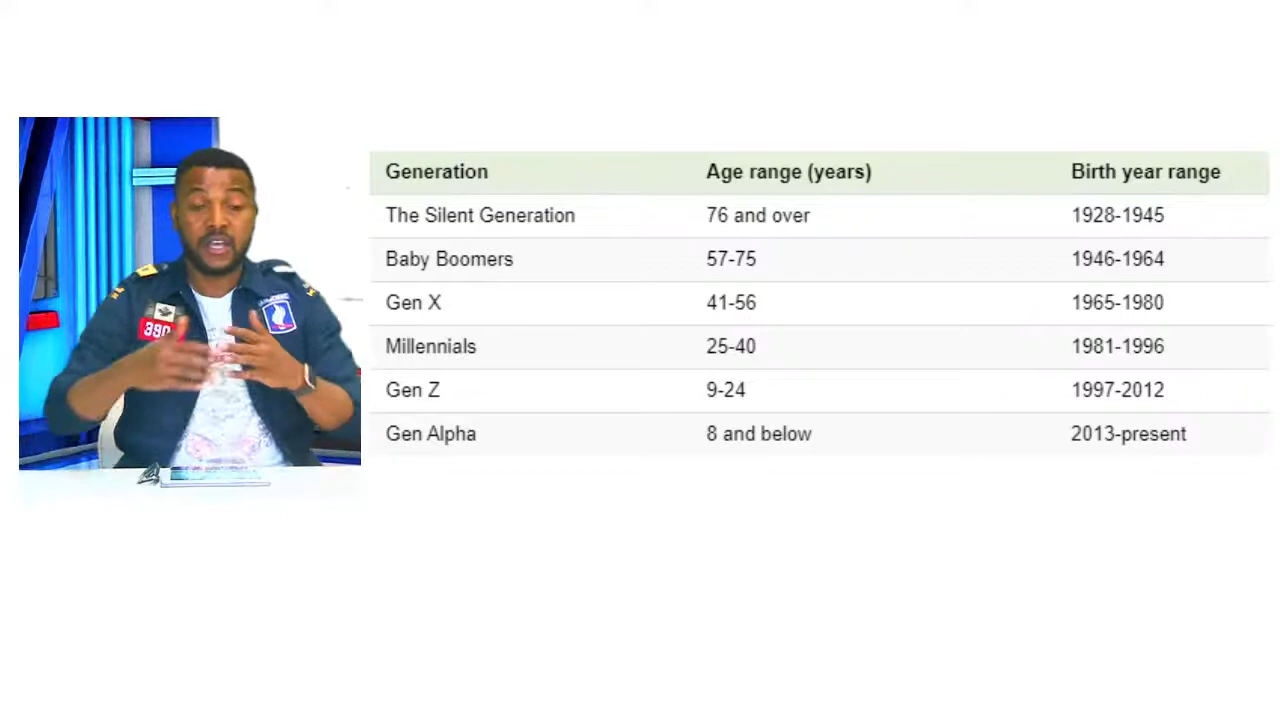 Generation Age range (years) Birth year range
The Silent Generation 76 and over 1928-1945
Baby Boomers 57-75 1946-1964
Gen X 41-56 1965-1980
Millennials 25-40 1981-1996
Gen Z 9-24 1997-2012
Gen Alpha 8 and below 2013-present
390